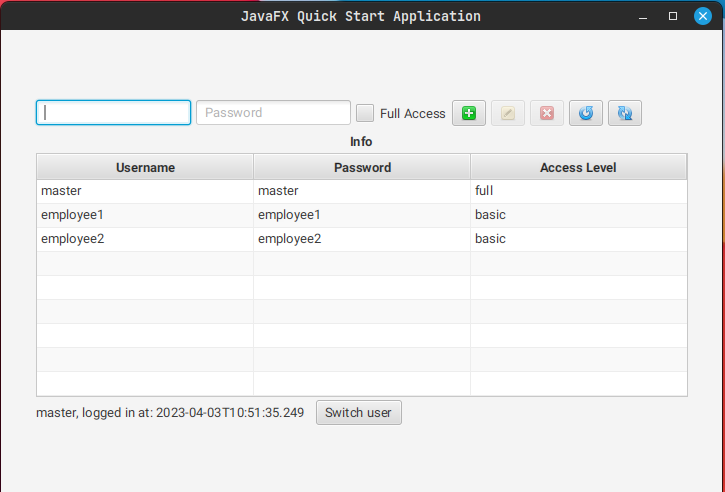 JavaFX Quick Start Application
Password Full Access
Info
Username Password Access Level
master master full
employee1 employee1 basic
employee2 employee2 basic
master, logged in at: 2023-04-03T10:51:35.249 Switch user